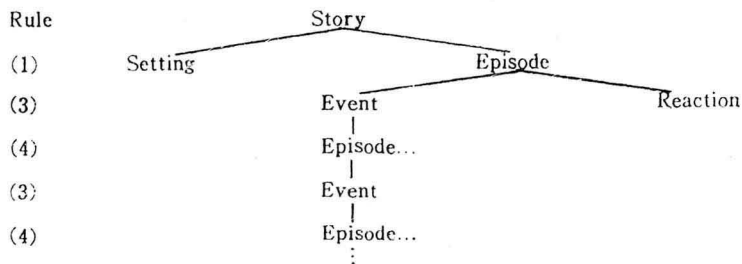 Rule Story
(1) Setting Episode
(3) Event Reaction
(4) Episode...
(3) Event
(4) Episode...